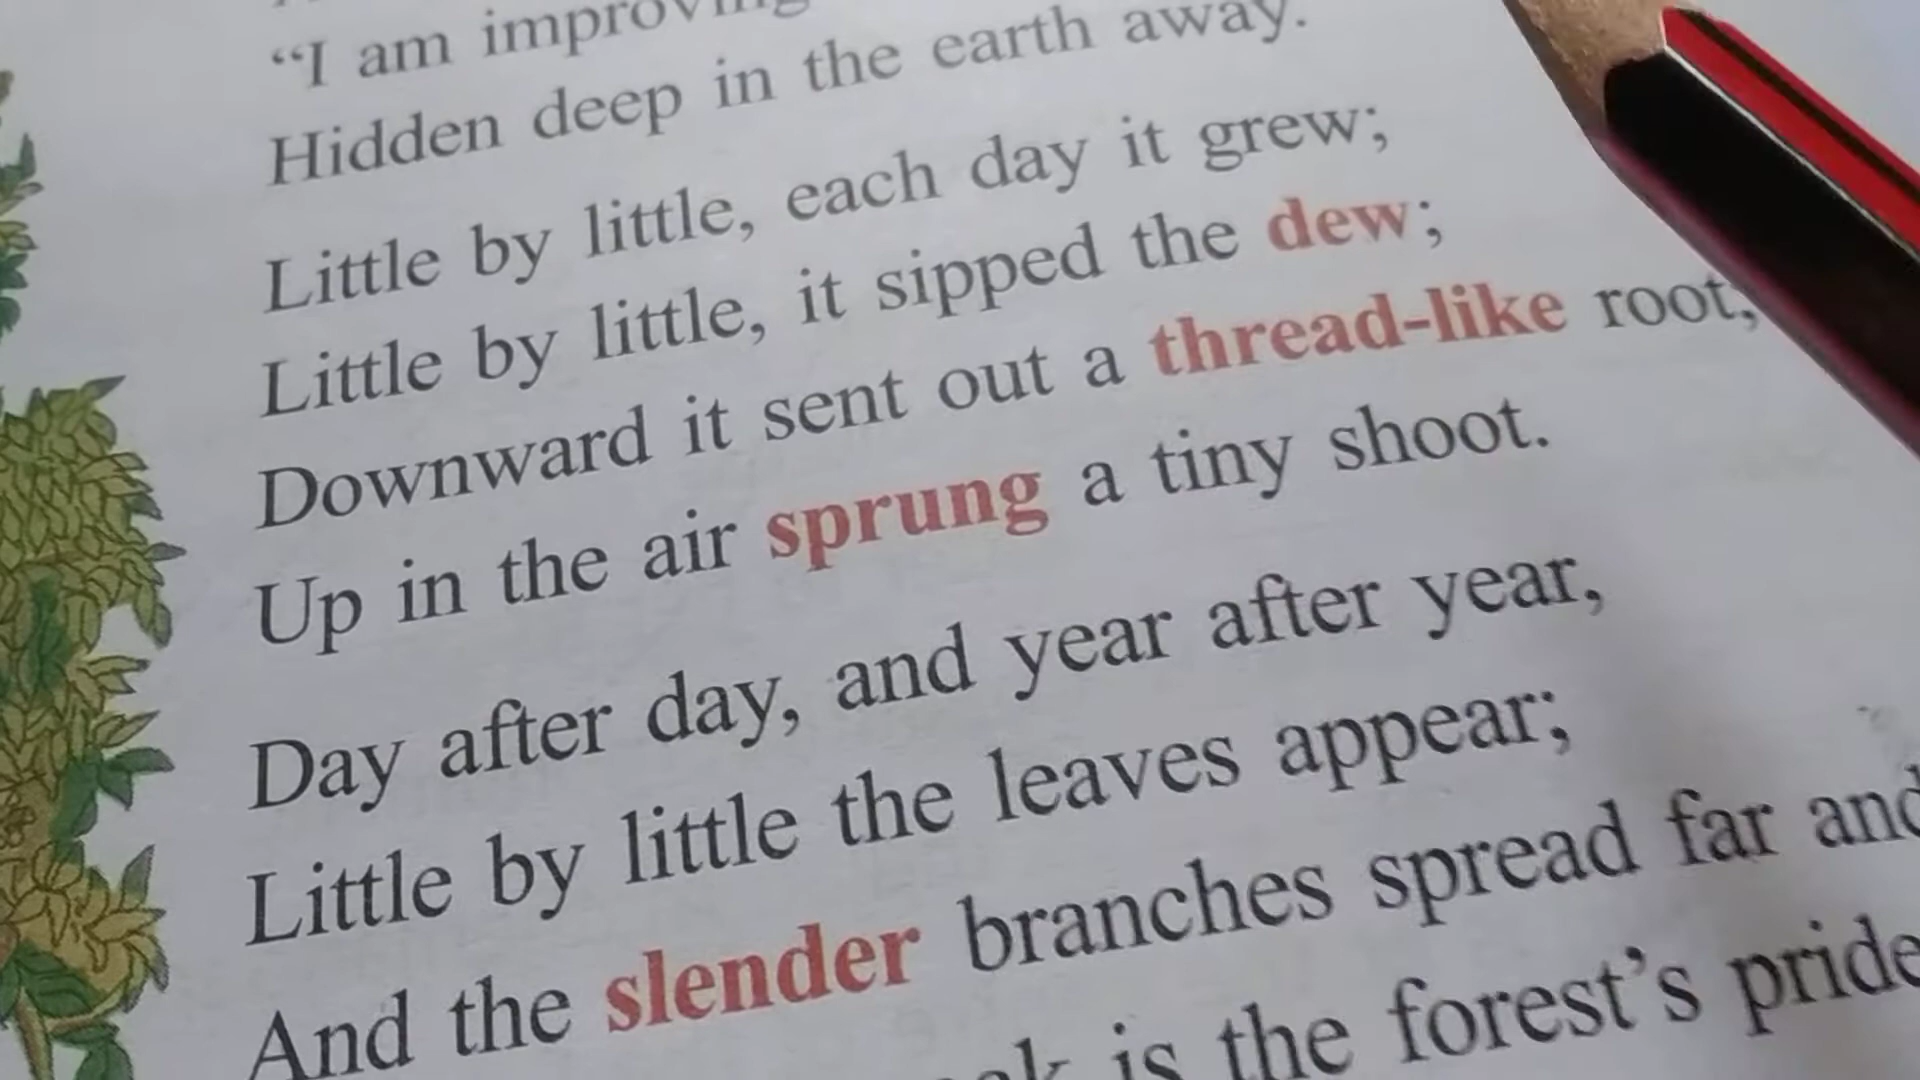 “I am improving
Hidden deep in the earth away.
Little by little, each day it grew;
Little by little, it sipped the dew;
Downward it sent out a thread-like root,
Up in the air sprung a tiny shoot.
Day after day, and year after year,
Little by little the leaves appear;
And the slender branches spread far and
is the forest’s pride